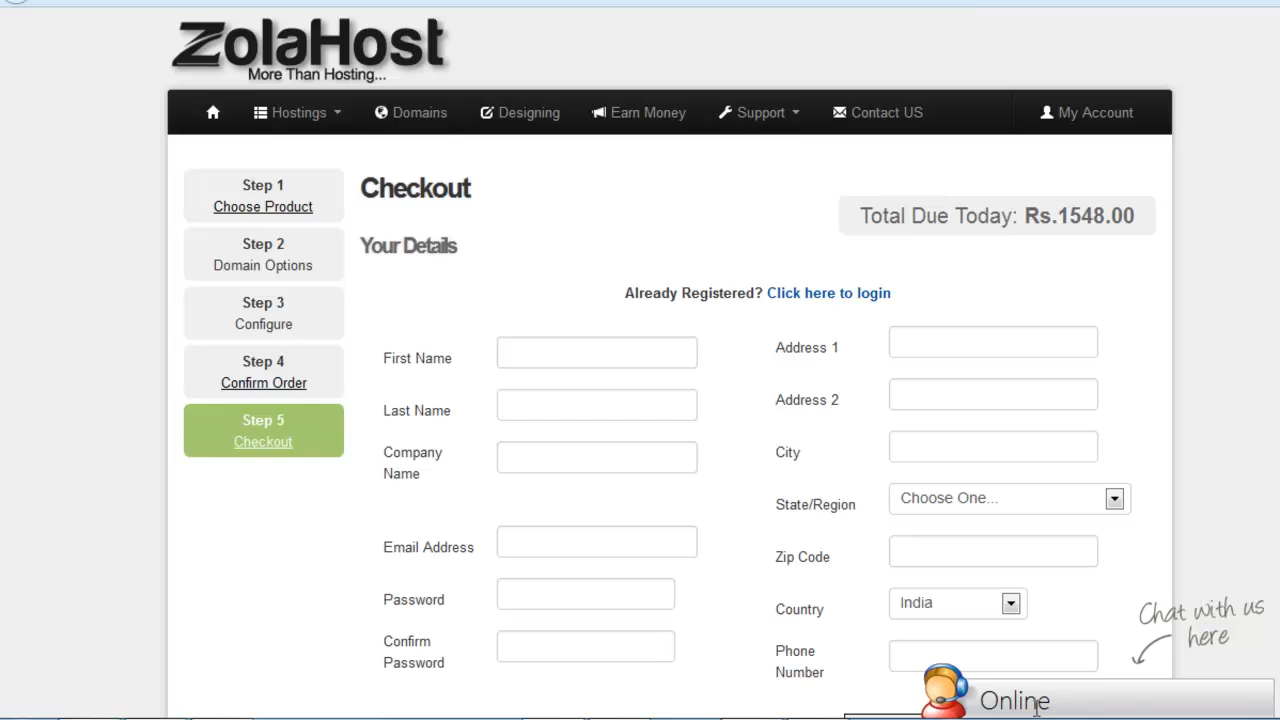 ZolaHost
More Than Hosting...
Hostings
Domains
Designing
Earn Money
Support
Contact US
My Account
Step 1
Choose Product
Step 2
Domain Options
Step 3
Configure
Step 4
Confirm Order
Step 5
Checkout
Checkout
Total Due Today: Rs.1548.00
Your Details
Already Registered? Click here to login
First Name
Last Name
Company
Name
Email Address
Password
Confirm
Password
Address 1
Address 2
City
State/Region
Choose One...
Zip Code
Country
India
Phone
Number
Chat with us
here
Online